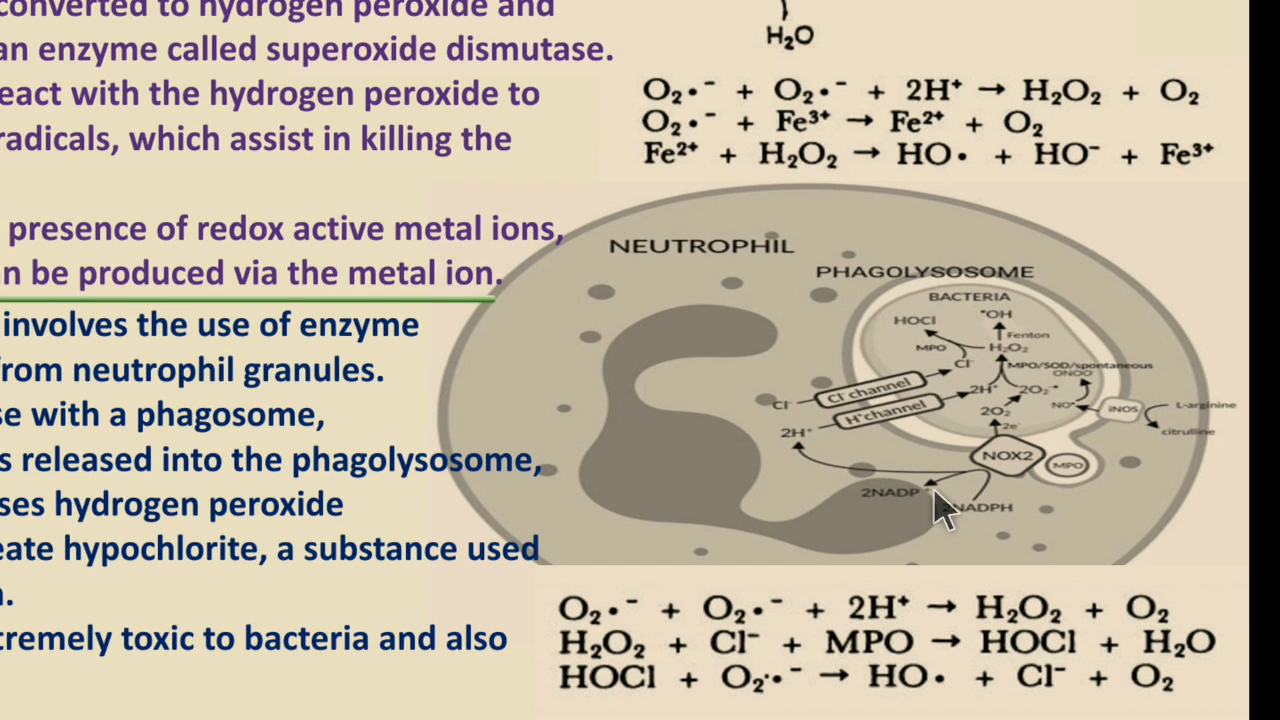 converted to hydrogen peroxide and
an enzyme called superoxide dismutase.
eact with the hydrogen peroxide to
radicals, which assist in killing the
presence of redox active metal ions,
an be produced via the metal ion.
involves the use of enzyme
from neutrophil granules.
se with a phagosome,
s released into the phagolysosome,
ses hydrogen peroxide
eate hypochlorite, a substance used
n.
tremely toxic to bacteria and also
H₂O
O₂•⁻ + O₂•⁻ + 2H⁺ → H₂O₂ + O₂
O₂•⁻ + Fe³⁺ → Fe²⁺ + O₂
Fe²⁺ + H₂O₂ → HO• + HO⁻ + Fe³⁺
NEUTROPHIL
PHAGOLYSOSOME
BACTERIA
HOCl
•OH
Fenton
MPO
H₂O₂
Cl⁻
MPO/SOD/spontaneous
ONOO⁻
Cl⁻
Cl⁻ channel
2H⁺
2O₂•⁻
NO•
iNOS
L-arginine
citrulline
H⁺channel
2O₂
2e⁻
2H⁺
NOX2
MPO
2NADP⁺
2NADPH
O₂•⁻ + O₂•⁻ + 2H⁺ → H₂O₂ + O₂
H₂O₂ + Cl⁻ + MPO → HOCl + H₂O
HOCl + O₂•⁻ → HO• + Cl⁻ + O₂